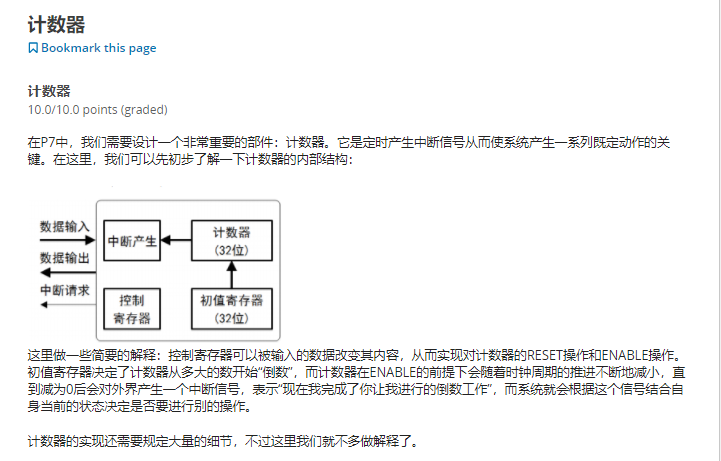 计数器
Bookmark this page
计数器
10.0/10.0 points (graded)
在P7中，我们需要设计一个非常重要的部件：计数器。它是定时产生中断信号从而使系统产生一系列既定动作的关
键。在这里，我们可以先初步了解一下计数器的内部结构：
数据输入
数据输出
中断请求
中断产生
计数器
(32位)
控制
寄存器
初值寄存器
(32位)
这里做一些简要的解释：控制寄存器可以被输入的数据改变其内容，从而实现对计数器的RESET操作和ENABLE操作。
初值寄存器决定了计数器从多大的数开始“倒数”，而计数器在ENABLE的前提下会随着时钟周期的推进不断地减小，直
到减为0后会对外界产生一个中断信号，表示“现在我完成了你让我进行的倒数工作”，而系统就会根据这个信号结合自
身当前的状态决定是否要进行别的操作。
计数器的实现还需要规定大量的细节，不过这里我们就不多做解释了。